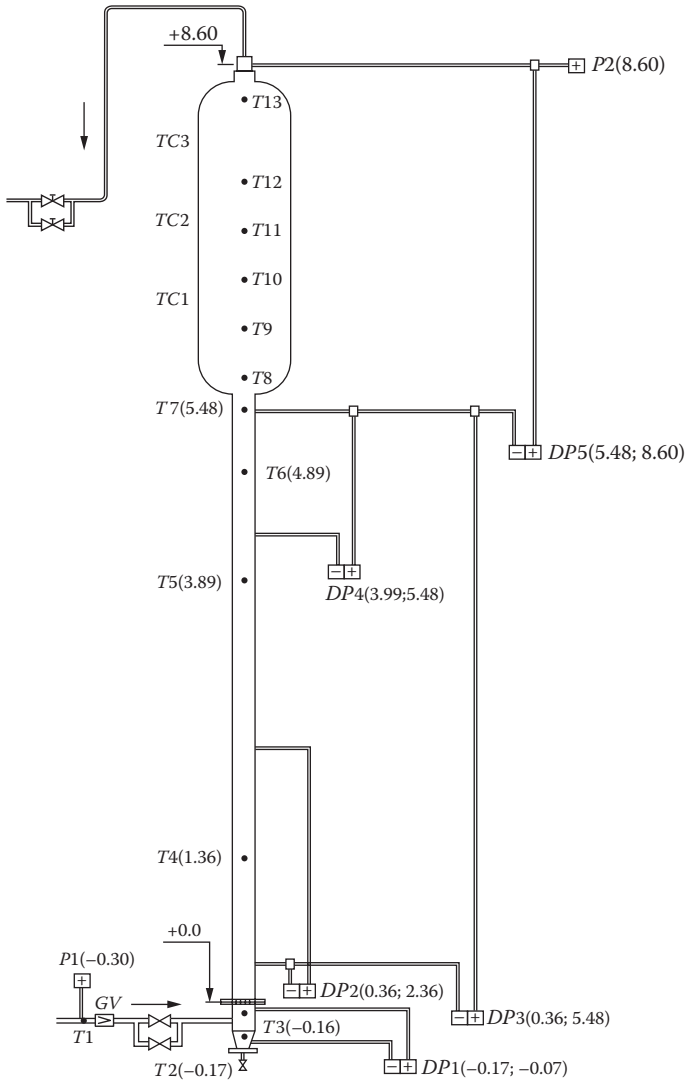 +8.60
P2(8.60)
T13
TC3
T12
TC2
T11
T10
TC1
T9
T8
T7(5.48)
− +
DP5(5.48; 8.60)
T6(4.89)
− +
T5(3.89)
DP4(3.99;5.48)
T4(1.36)
+0.0
P1(−0.30)
+
GV
− +
DP2(0.36; 2.36)
T1
T3(−0.16)
− +
DP3(0.36; 5.48)
T2(−0.17)
− +
DP1(−0.17; −0.07)